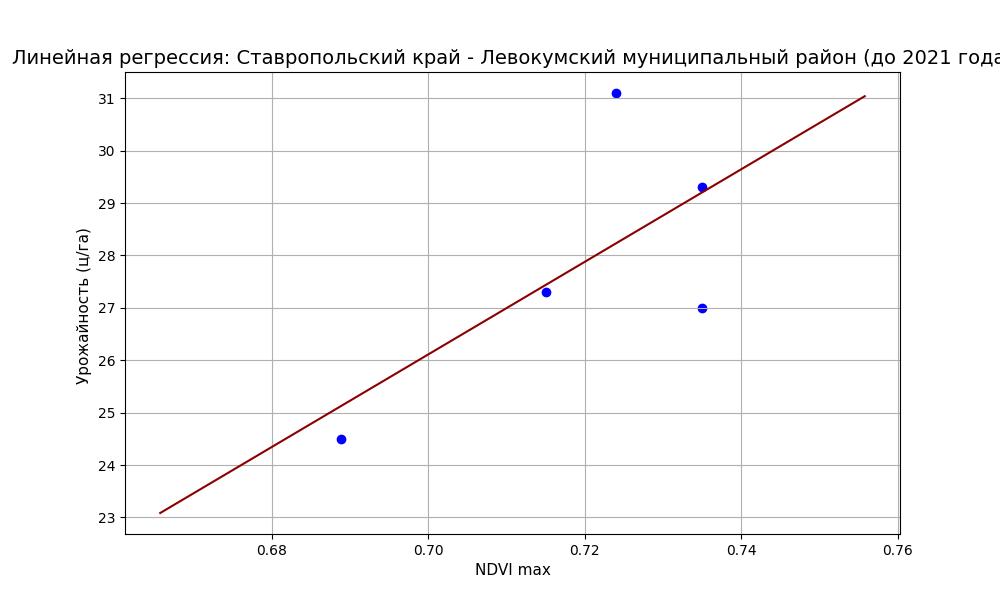 Линейная регрессия: Ставропольский край - Левокумский муниципальный район (до 2021 года
Урожайность (ц/га)
31
30
29
28
27
26
25
24
23
0.68 0.70 0.72 0.74 0.76
NDVI max